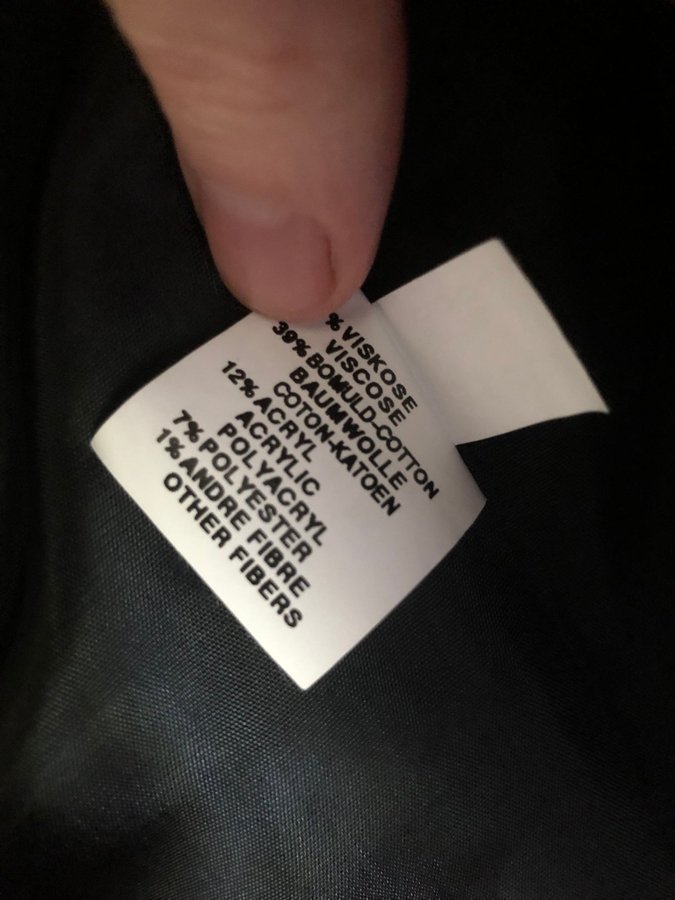 % VISKOSE
VISCOSE
39% BOMULD-COTTON
BAUMWOLLE
COTON-KATOEN
12% ACRYL
ACRYLIC
POLYACRYL
7% POLYESTER
1% ANDRE FIBRE
OTHER FIBERS